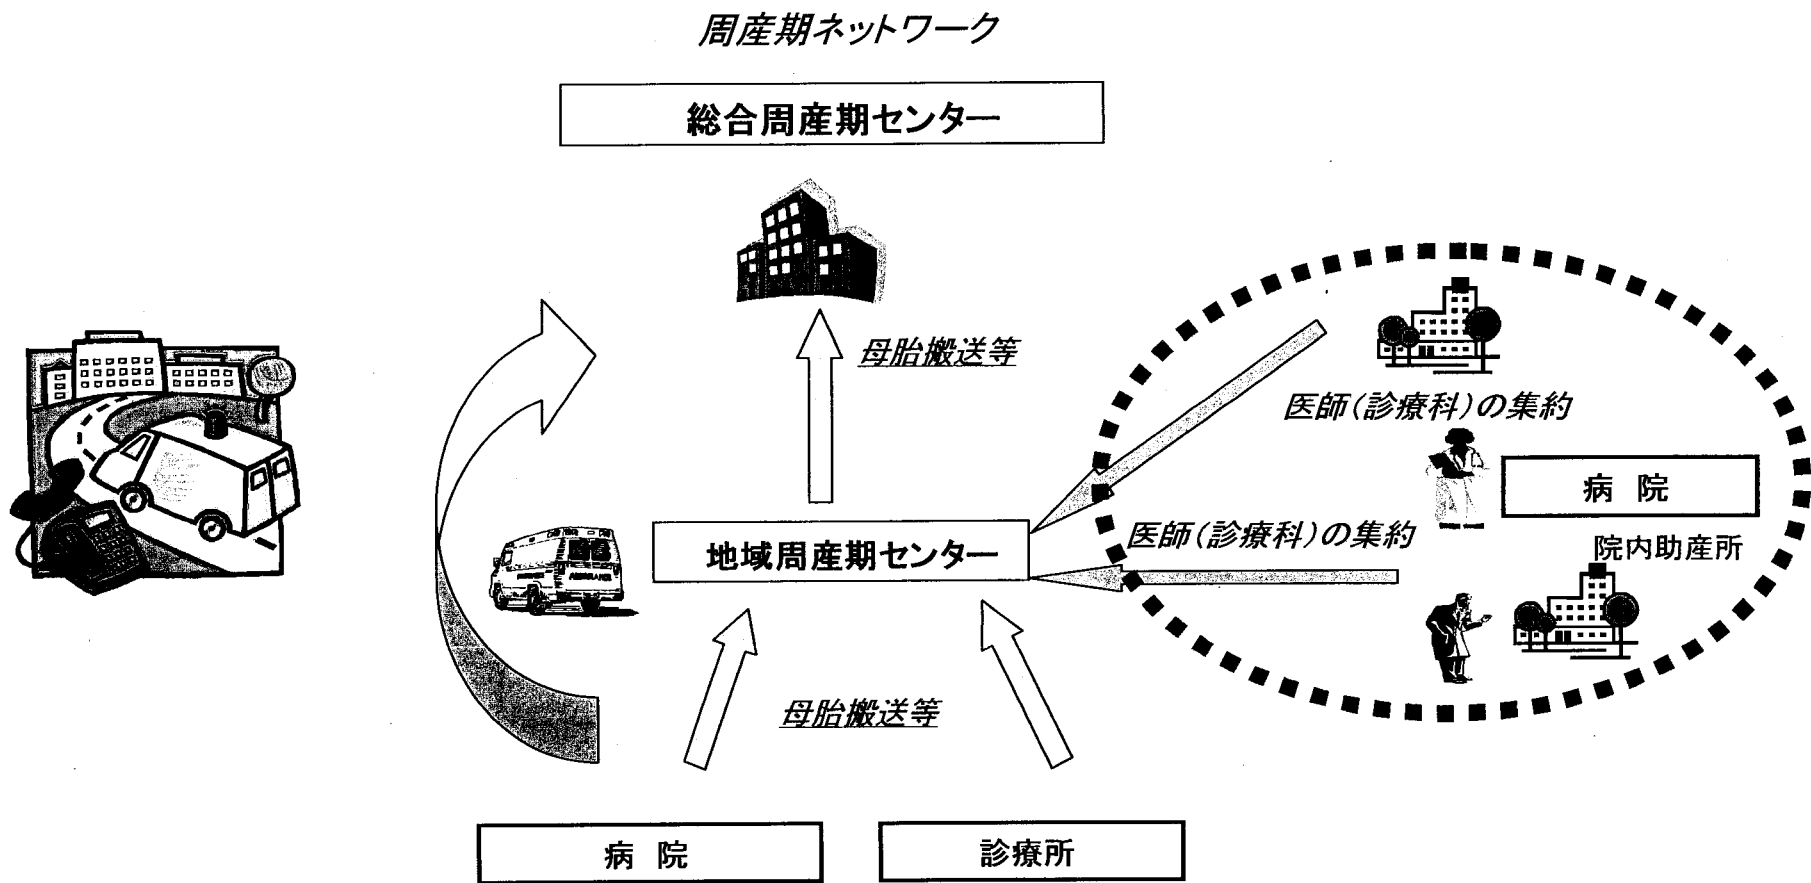 周産期ネットワーク
総合周産期センター
母胎搬送等
医師(診療科)の集約
病 院
医師(診療科)の集約
院内助産所
地域周産期センター
母胎搬送等
病 院
診療所